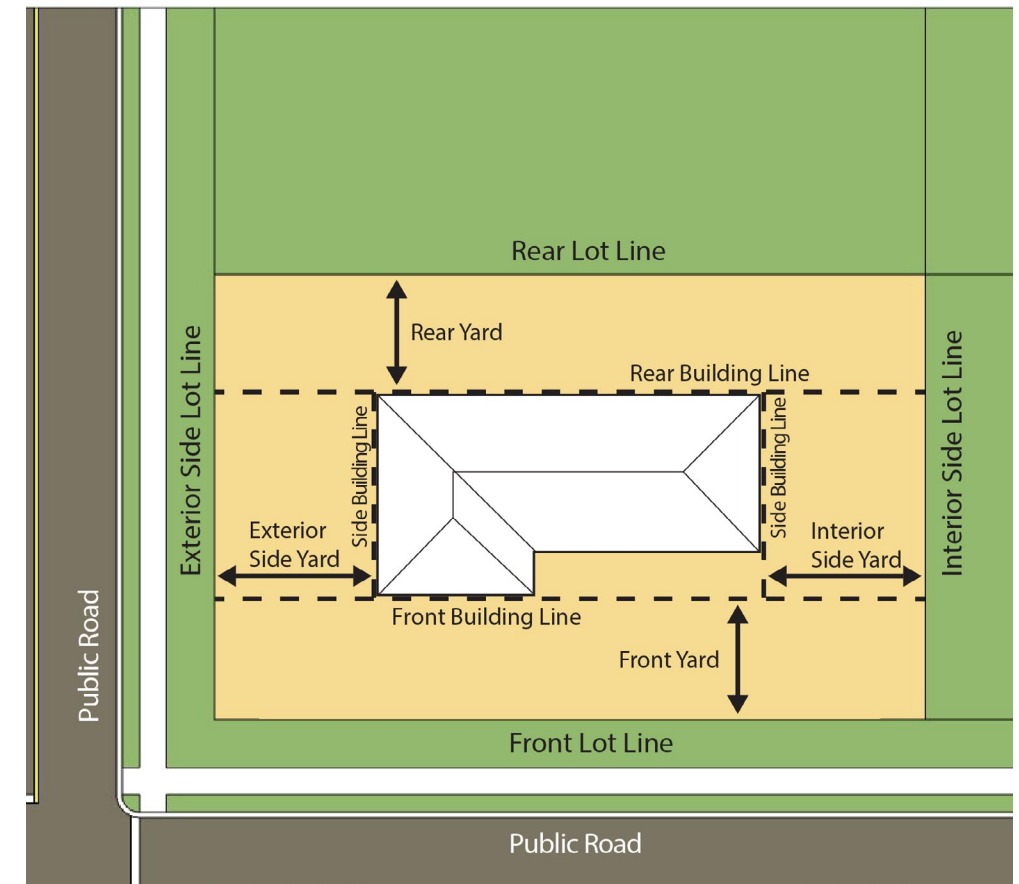 Rear Lot Line
Rear Yard
Rear Building Line
Exterior Side Lot Line
Side Building Line
Side Building Line
Interior Side Lot Line
Exterior
Side Yard
Interior
Side Yard
Front Building Line
Front Yard
Public Road
Front Lot Line
Public Road